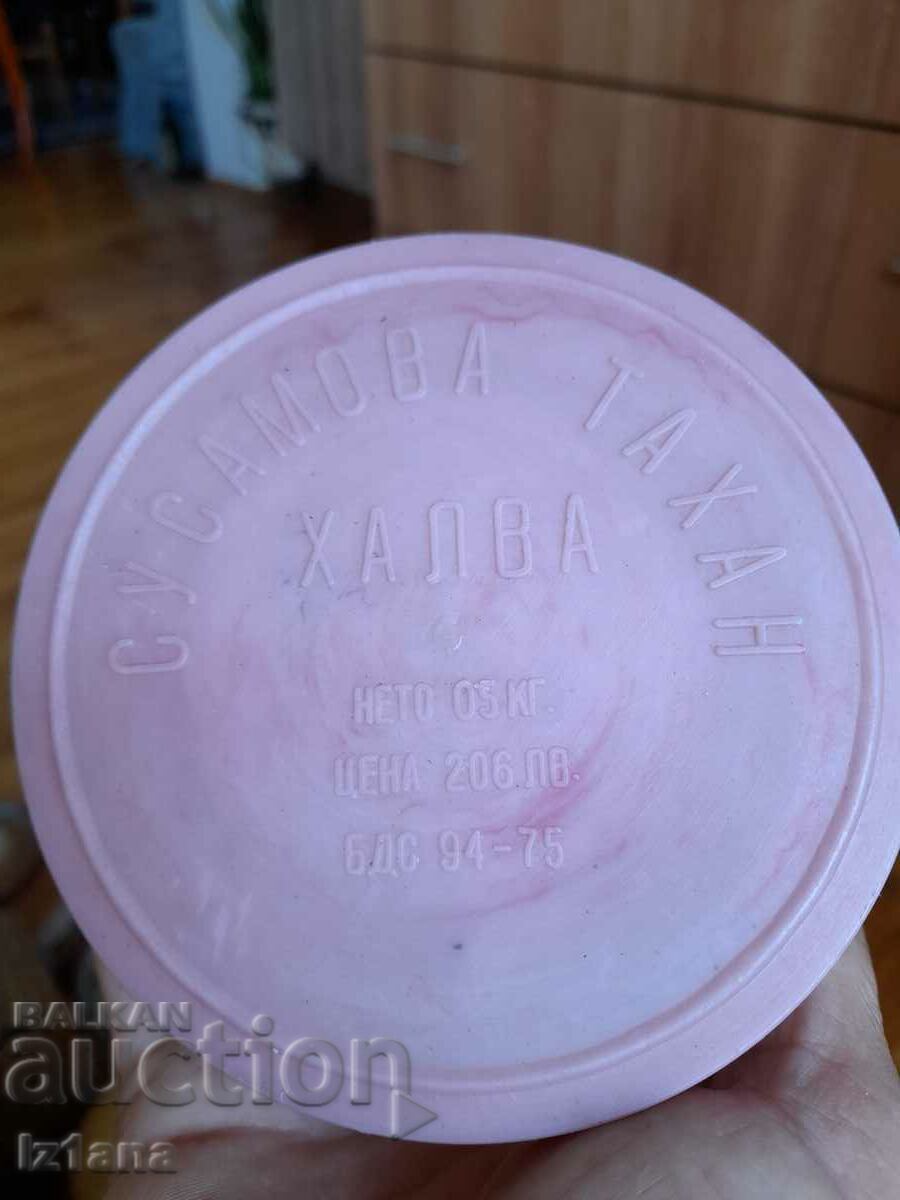 СУСАМОВА ТАХАН
ХАЛВА
НЕТО 05 КГ.
ЦЕНА 206 ЛВ.
БДС 94-75
BALKAN
auction
Iz1ana